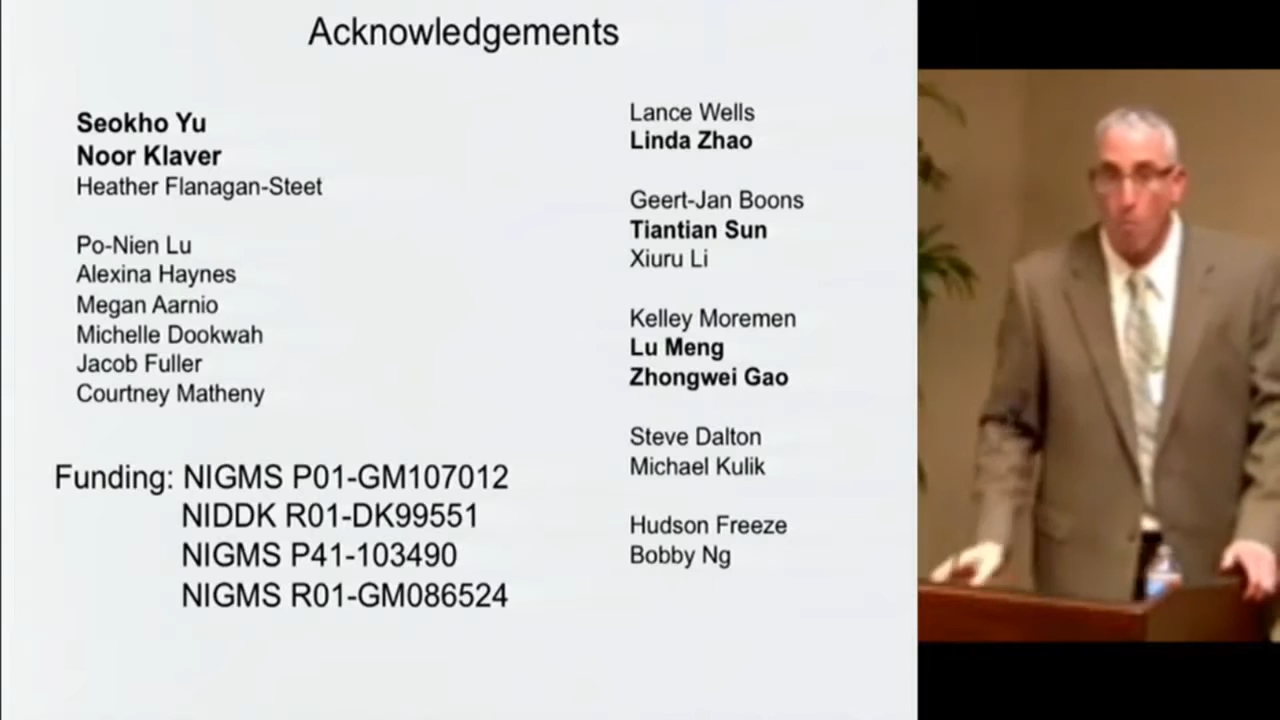 Acknowledgements
Seokho Yu
Noor Klaver
Heather Flanagan-Steet
Po-Nien Lu
Alexina Haynes
Megan Aarnio
Michelle Dookwah
Jacob Fuller
Courtney Matheny
Funding: NIGMS P01-GM107012
NIDDK R01-DK99551
NIGMS P41-103490
NIGMS R01-GM086524
Lance Wells
Linda Zhao
Geert-Jan Boons
Tiantian Sun
Xiuru Li
Kelley Moremen
Lu Meng
Zhongwei Gao
Steve Dalton
Michael Kulik
Hudson Freeze
Bobby Ng